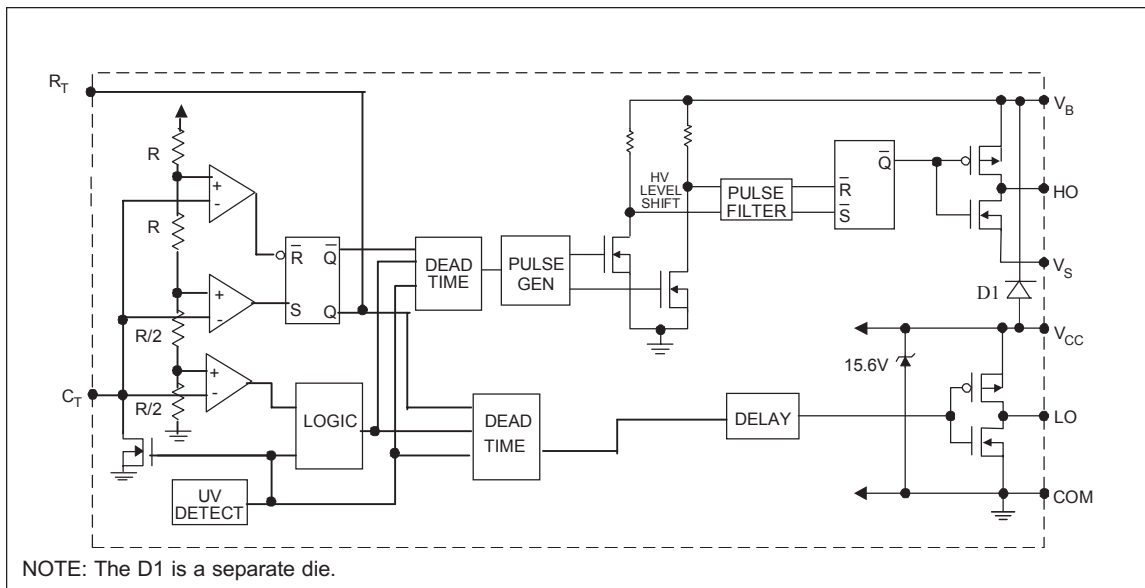 R_T
V_B
R
+
-
HV
LEVEL
SHIFT
PULSE
FILTER
R̅
S̅
Q̅
HO
R
R̅
Q̅
S
Q
DEAD
TIME
PULSE
GEN
V_S
D1
+
-
R/2
V_CC
15.6V
+
-
C_T
R/2
LOGIC
DEAD
TIME
DELAY
LO
UV
DETECT
COM
NOTE: The D1 is a separate die.